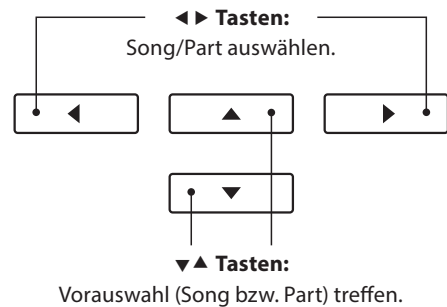 ◀ ▶ Tasten:
Song/Part auswählen.
▼▲ Tasten:
Vorauswahl (Song bzw. Part) treffen.